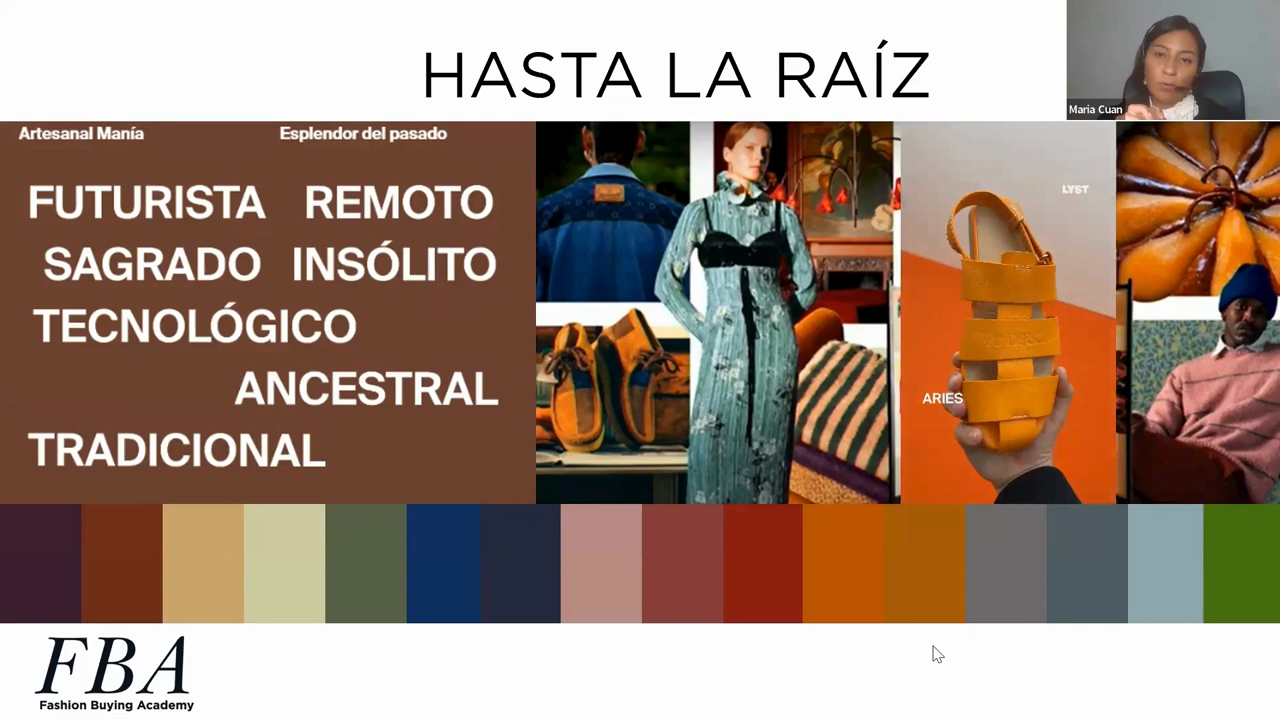 HASTA LA RAÍZ
Maria Cuan
Artesanal Manía
Esplendor del pasado
FUTURISTA REMOTO
SAGRADO INSÓLITO
TECNOLÓGICO
ANCESTRAL
TRADICIONAL
LYST
ARIES
FBA
Fashion Buying Academy